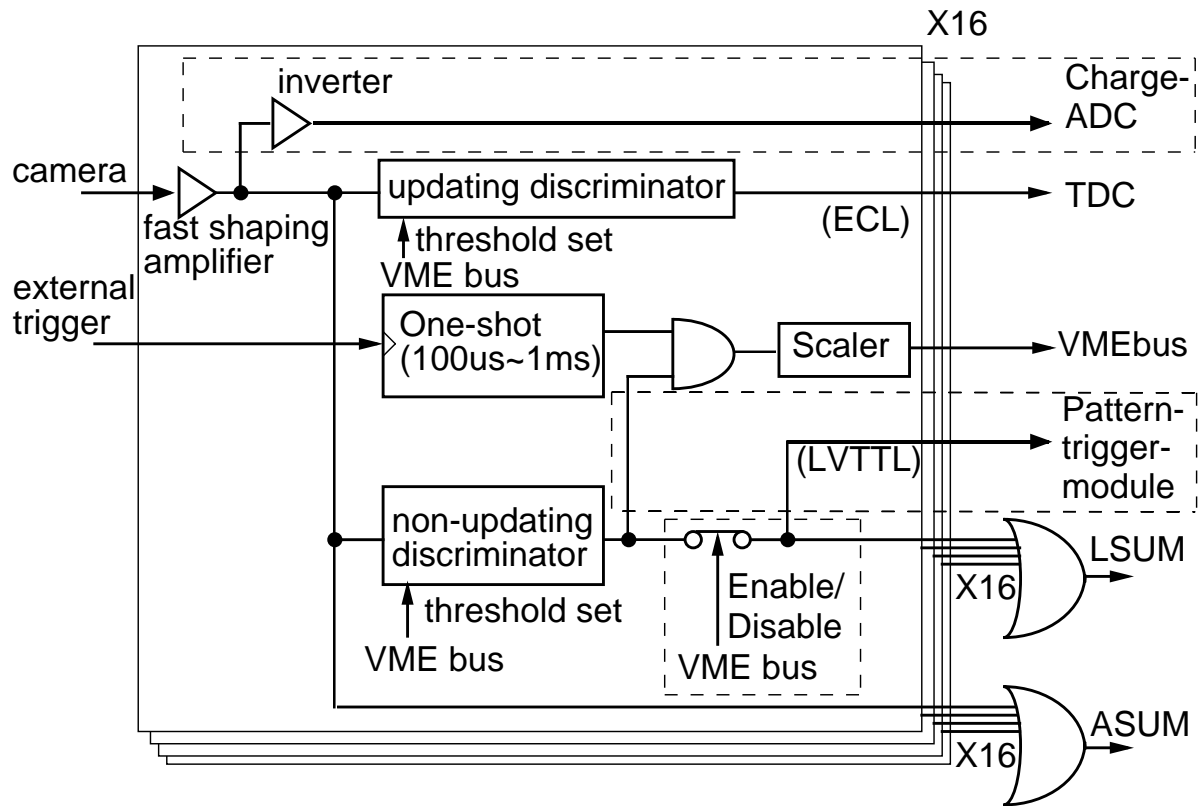 X16
inverter
Charge-
ADC
camera
updating discriminator
TDC
(ECL)
fast shaping
amplifier
threshold set
VME bus
external
trigger
One-shot
(100us~1ms)
Scaler
VMEbus
Pattern-
trigger-
module
(LVTTL)
non-updating
discriminator
LSUM
X16
Enable/
Disable
threshold set
VME bus
VME bus
ASUM
X16